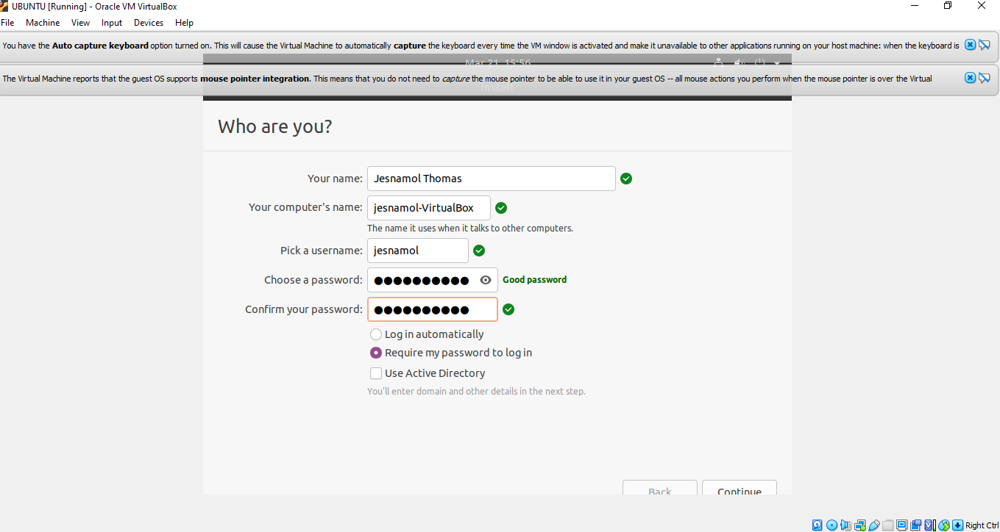 UBUNTU [Running] - Oracle VM VirtualBox
File Machine View Input Devices Help
You have the Auto capture keyboard option turned on. This will cause the Virtual Machine to automatically capture the keyboard every time the VM window is activated and make it unavailable to other applications running on your host machine: when the keyboard is
Mar 21 15:56
The Virtual Machine reports that the guest OS supports mouse pointer integration. This means that you do not need to capture the mouse pointer to be able to use it in your guest OS -- all mouse actions you perform when the mouse pointer is over the Virtual
Install
Who are you?
Your name: Jesnamol Thomas
Your computer's name: jesnamol-VirtualBox
The name it uses when it talks to other computers.
Pick a username: jesnamol
Choose a password: ●●●●●●●●●● Good password
Confirm your password: ●●●●●●●●●●
Log in automatically
Require my password to log in
Use Active Directory
You'll enter domain and other details in the next step.
Back Continue
Right Ctrl